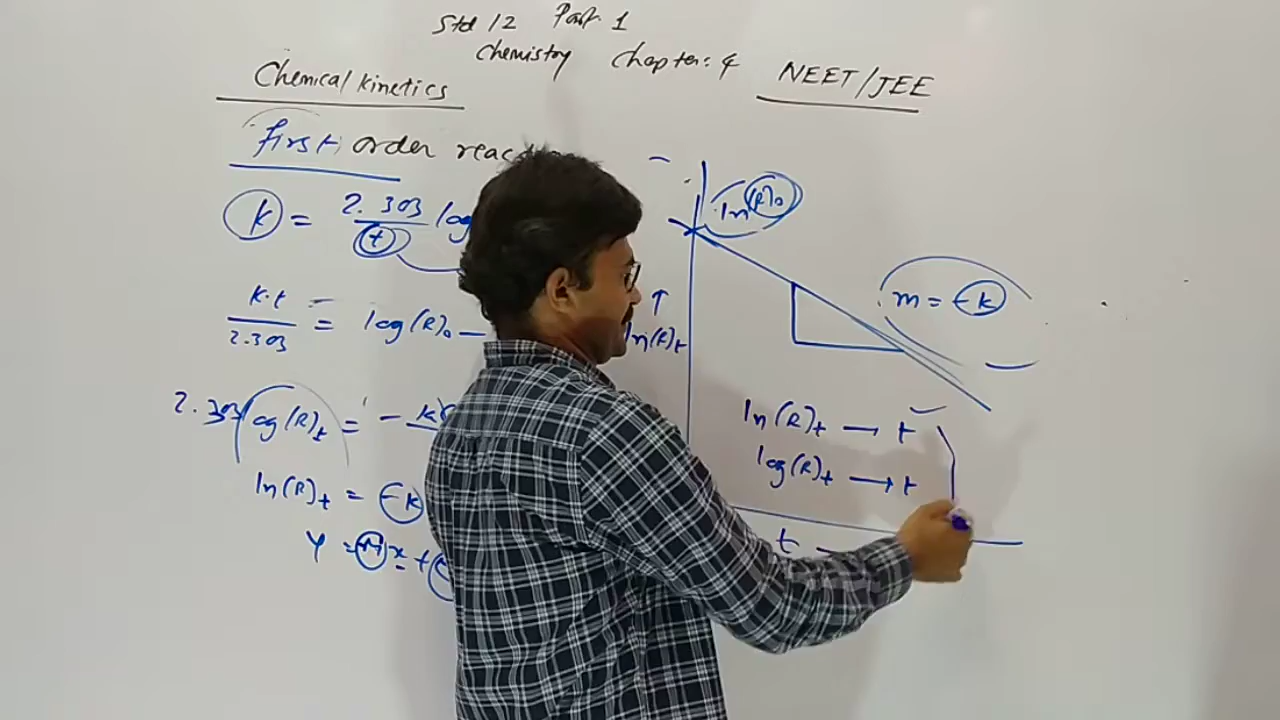 Std 12 Part 1
Chemistry Chapter: 4
NEET/JEE
Chemical kinetics
First order reac
k = 2.303 / t log
k.t / 2.303 = log(R)₀ —
2.303 log(R)t = - k
ln(R)t = -k
Y = m x +
ln(R)₀
ln(R)t
m = -k
ln(R)t → t
log(R)t → t
t